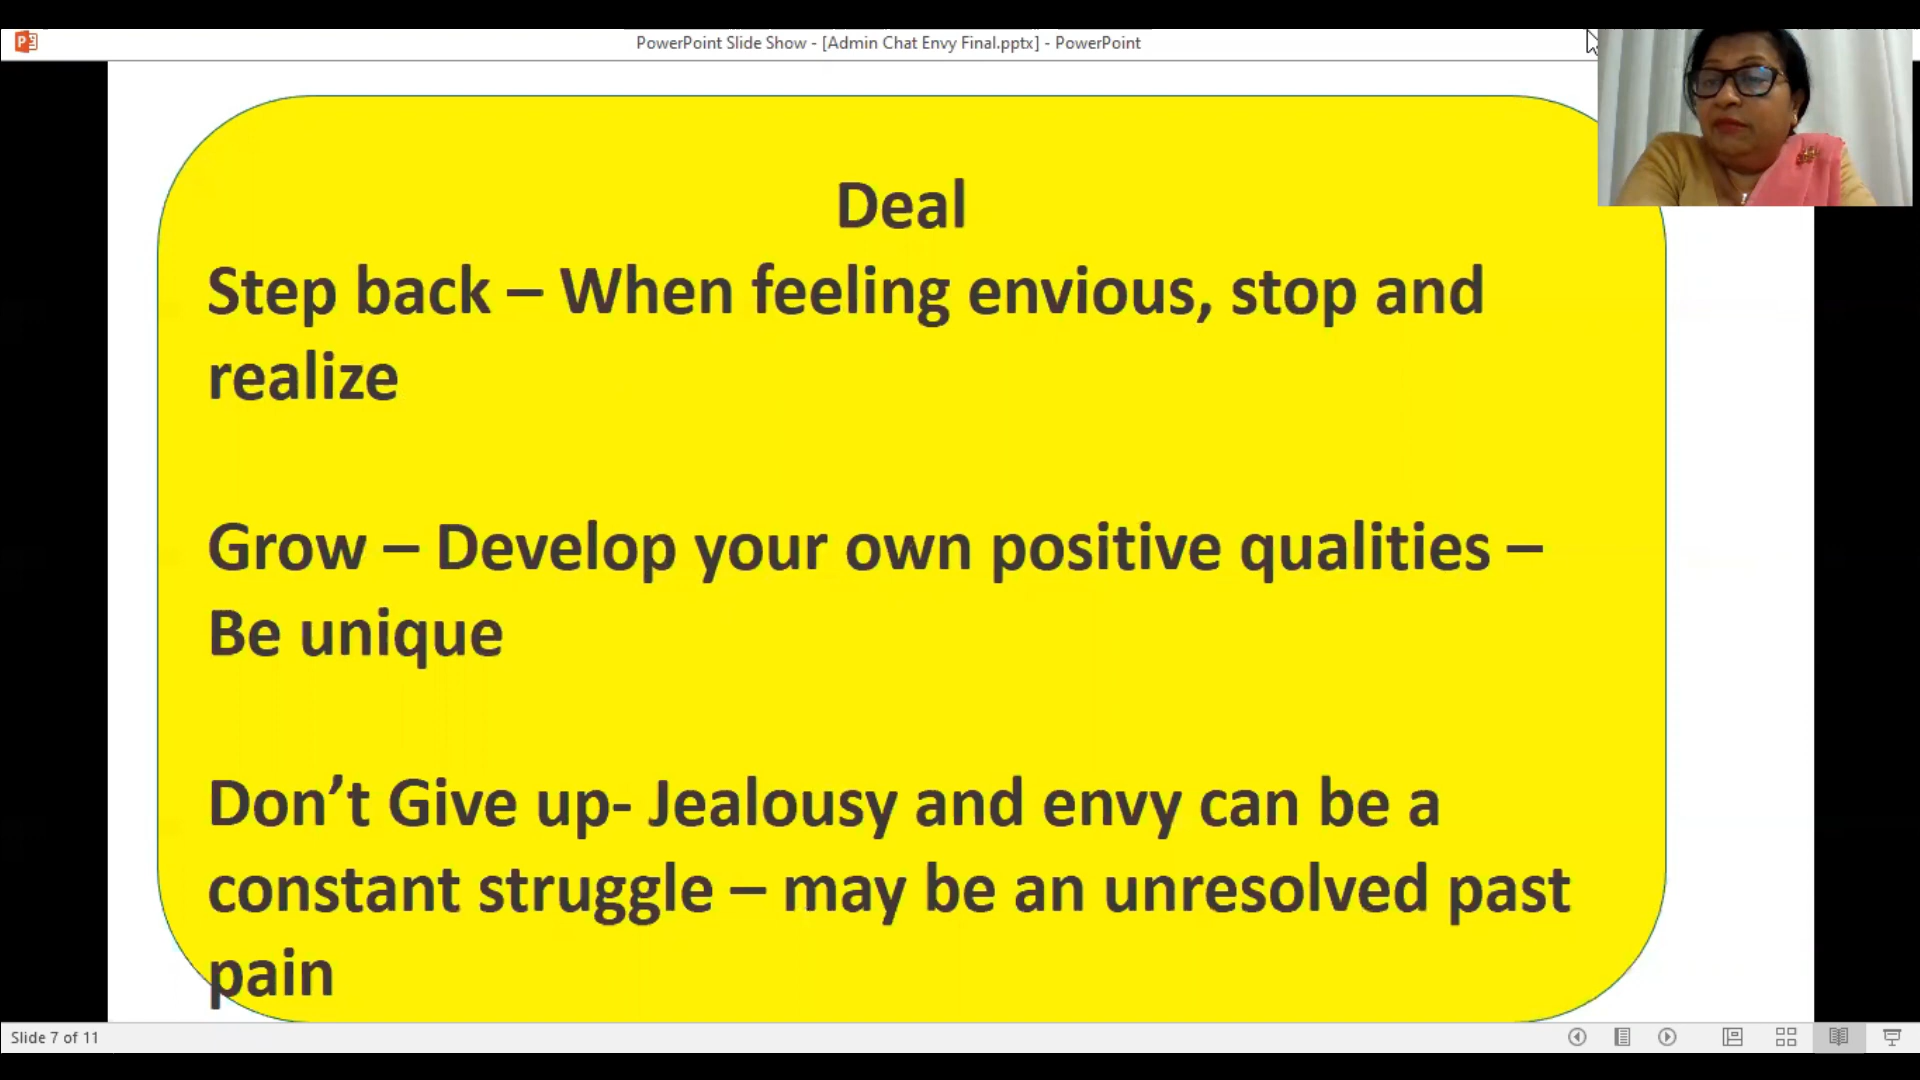 PowerPoint Slide Show - [Admin Chat Envy Final.pptx] - PowerPoint
Deal
Step back – When feeling envious, stop and
realize
Grow – Develop your own positive qualities –
Be unique
Don’t Give up- Jealousy and envy can be a
constant struggle – may be an unresolved past
pain
Slide 7 of 11